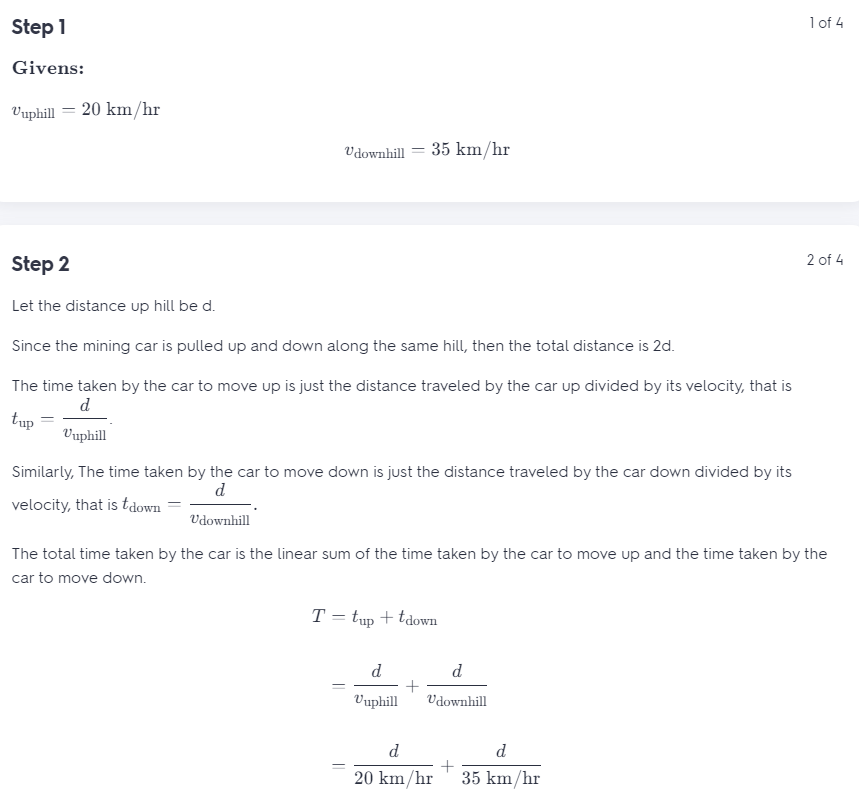 Step 1
1 of 4
Givens:
v_uphill = 20 km/hr
v_downhill = 35 km/hr
Step 2
2 of 4
Let the distance up hill be d.
Since the mining car is pulled up and down along the same hill, then the total distance is 2d.
The time taken by the car to move up is just the distance traveled by the car up divided by its velocity, that is
t_up = d / v_uphill.
Similarly, The time taken by the car to move down is just the distance traveled by the car down divided by its
velocity, that is t_down = d / v_downhill.
The total time taken by the car is the linear sum of the time taken by the car to move up and the time taken by the
car to move down.
T = t_up + t_down
= d / v_uphill + d / v_downhill
= d / 20 km/hr + d / 35 km/hr